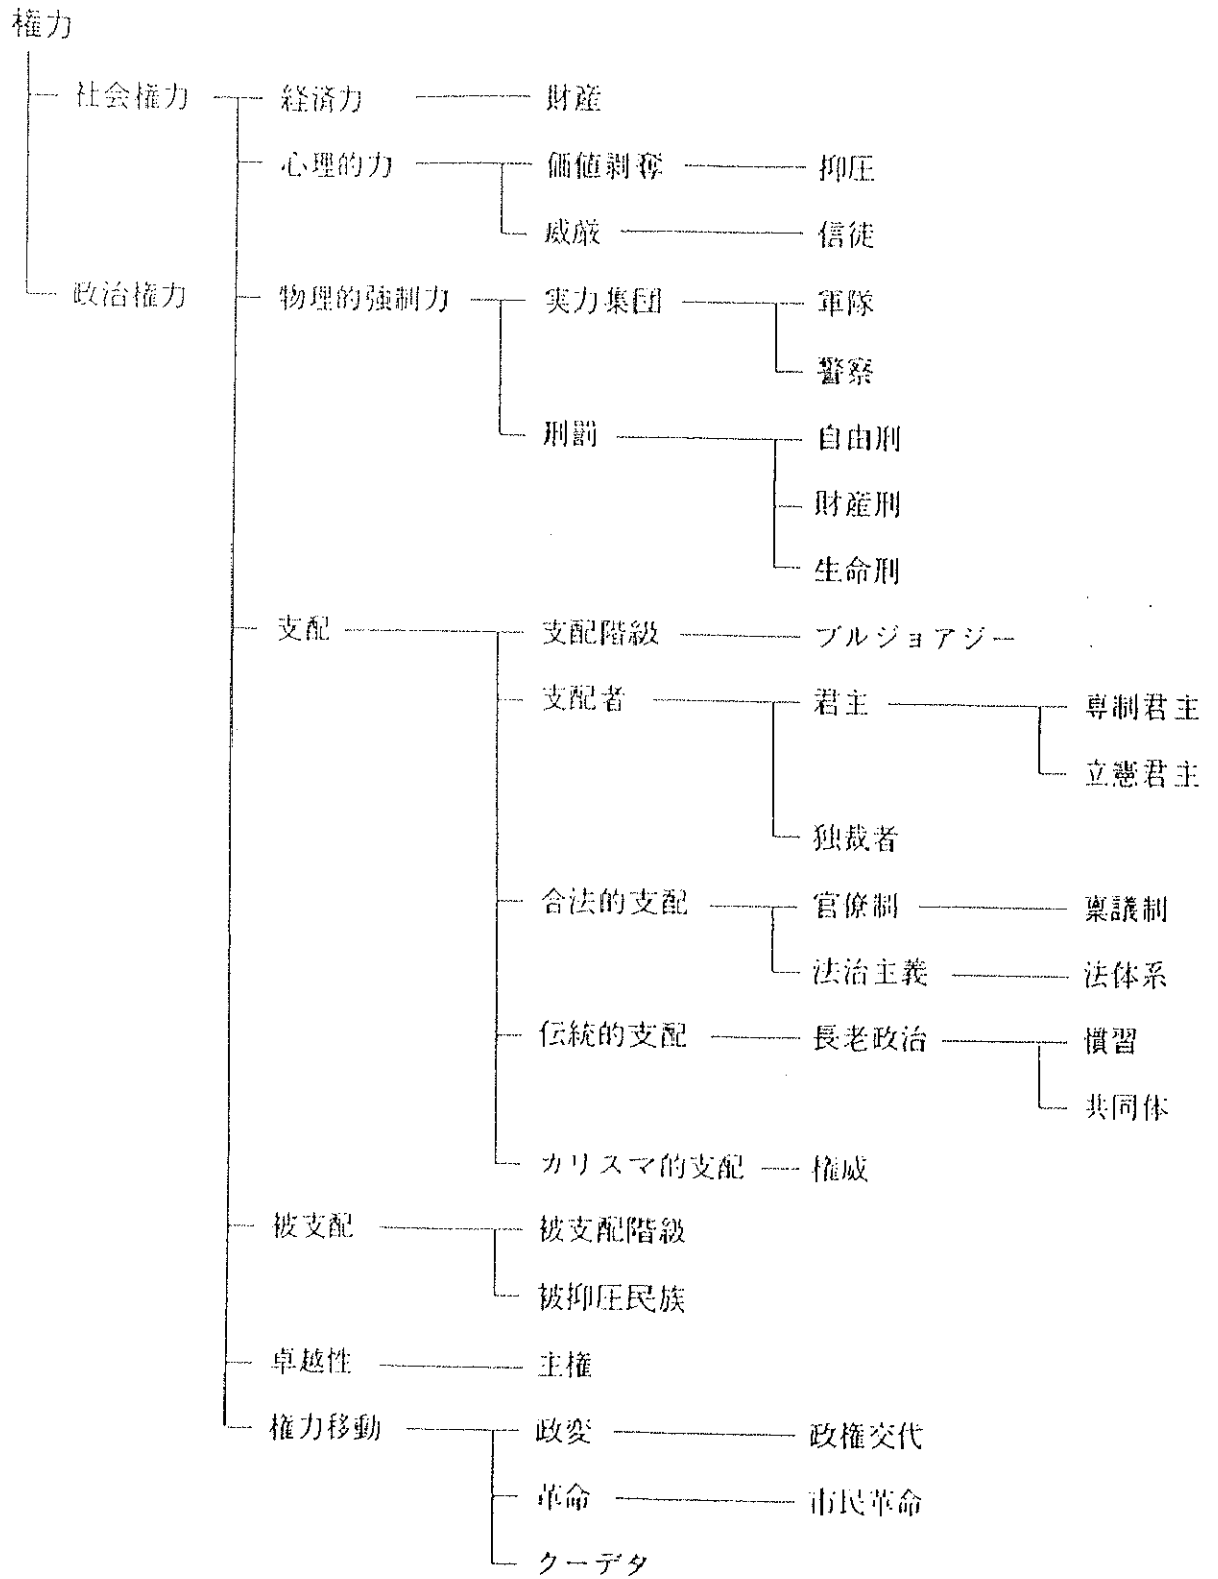 権力
社会権力 経済力 財産
心理的力 価値剥奪 抑圧
威厳 信徒
政治権力 物理的強制力 実力集団 軍隊
警察
刑罰 自由刑
財産刑
生命刑
支配 支配階級 ブルジョアジー
支配者 君主 専制君主
立憲君主
独裁者
合法的支配 官僚制 稟議制
法治主義 法体系
伝統的支配 長老政治 慣習
共同体
カリスマ的支配 権威
被支配 被支配階級
被抑圧民族
卓越性 主権
権力移動 政変 政権交代
革命 市民革命
クーデタ